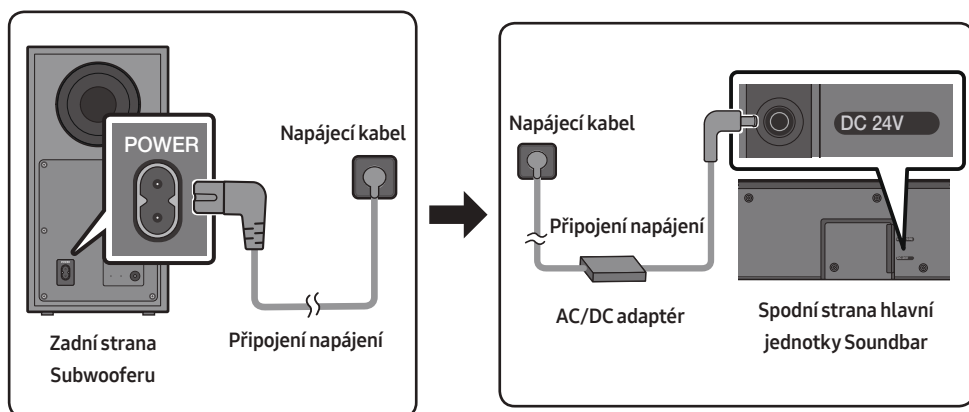 POWER
Napájecí kabel
Zadní strana
Subwooferu
Připojení napájení
Napájecí kabel
DC 24V
Připojení napájení
AC/DC adaptér
Spodní strana hlavní
jednotky Soundbar